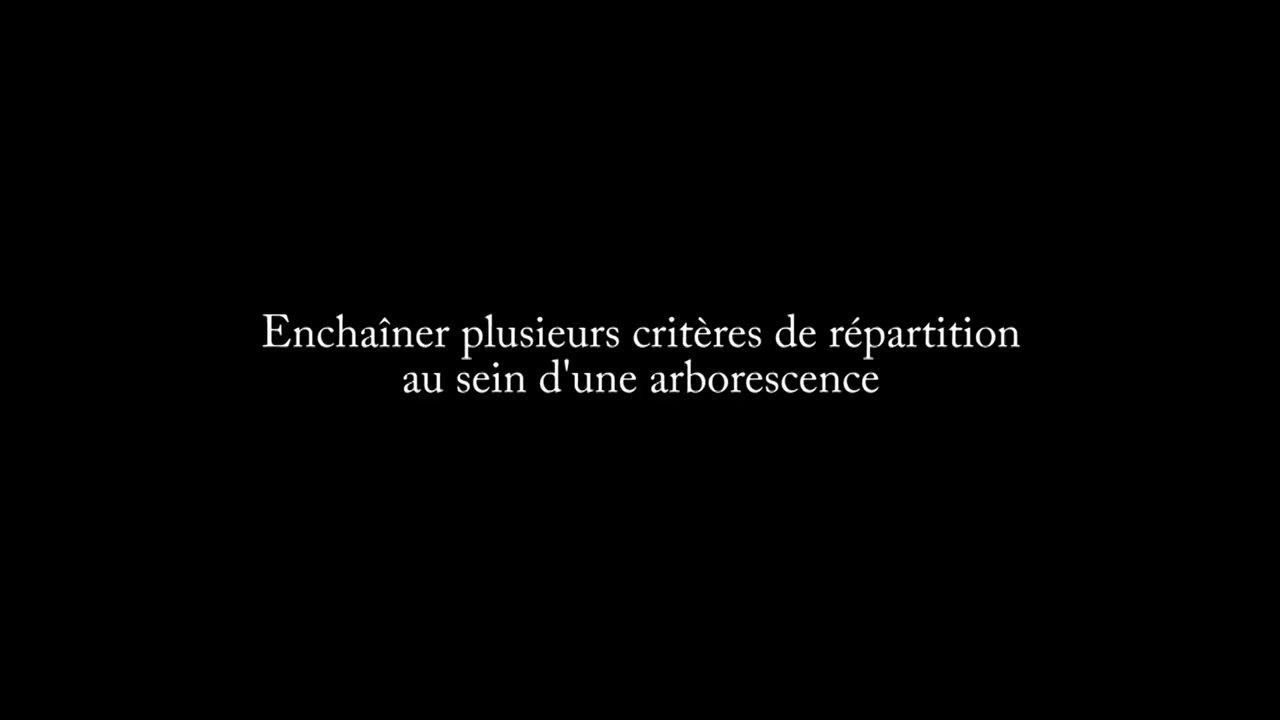 Enchaîner plusieurs critères de répartition
au sein d'une arborescence